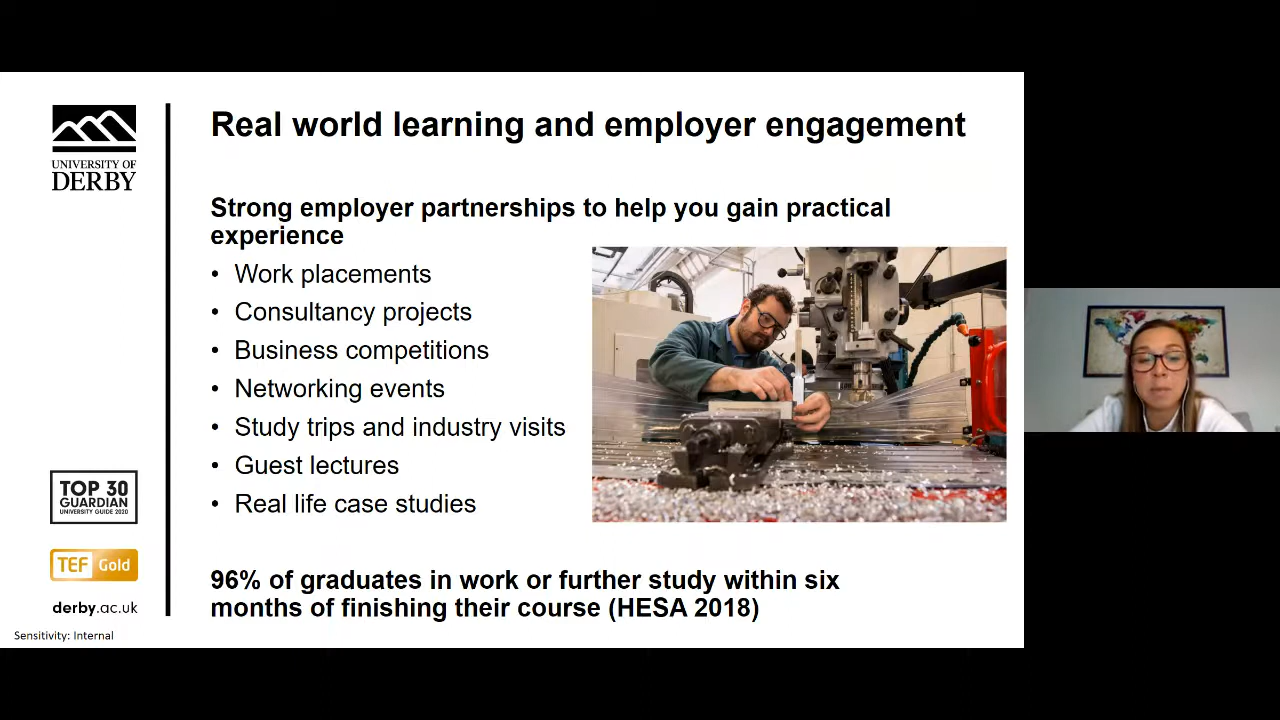 UNIVERSITY OF
DERBY
Real world learning and employer engagement
Strong employer partnerships to help you gain practical
experience
• Work placements
• Consultancy projects
• Business competitions
• Networking events
• Study trips and industry visits
• Guest lectures
• Real life case studies
96% of graduates in work or further study within six
months of finishing their course (HESA 2018)
TOP 30
GUARDIAN
UNIVERSITY GUIDE 2020
TEF Gold
derby.ac.uk
Sensitivity: Internal